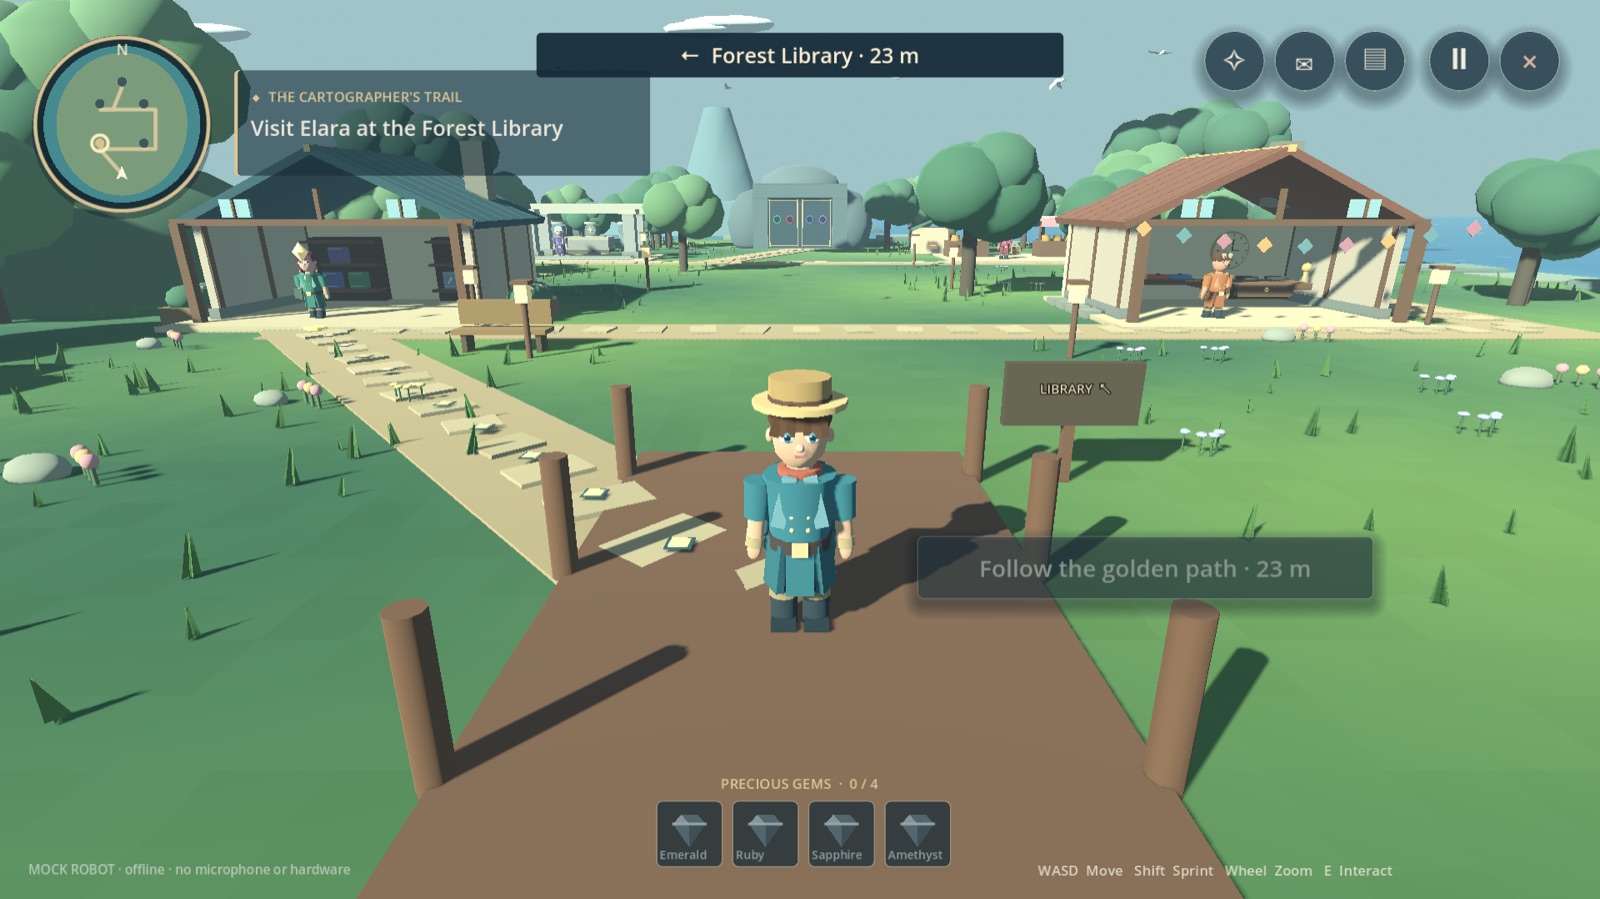 N
← Forest Library · 23 m
◆ THE CARTOGRAPHER'S TRAIL
Visit Elara at the Forest Library
LIBRARY ↖
Follow the golden path · 23 m
PRECIOUS GEMS · 0 / 4
Emerald Ruby Sapphire Amethyst
MOCK ROBOT · offline · no microphone or hardware
WASD Move Shift Sprint Wheel Zoom E Interact